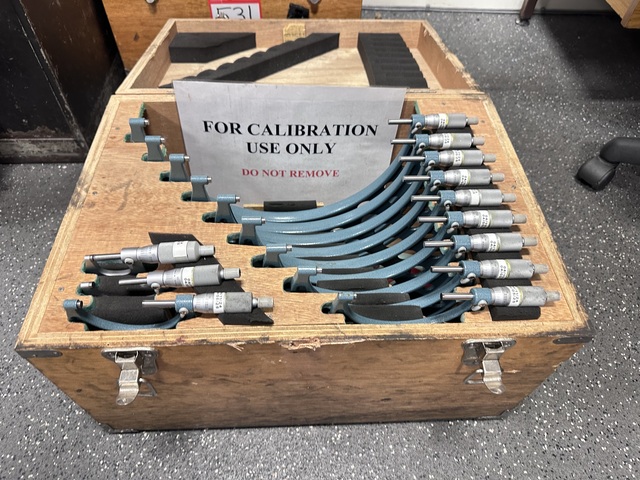 531
FOR CALIBRATION
USE ONLY
DO NOT REMOVE